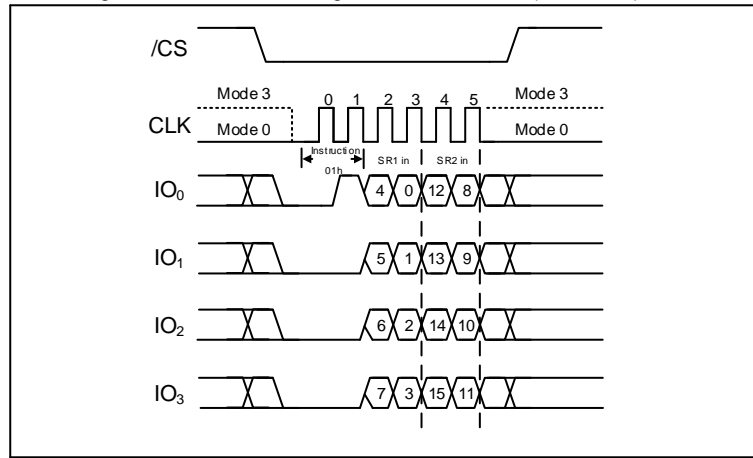 /CS
Mode 3 0 1 2 3 4 5 Mode 3
CLK Mode 0 Mode 0
Instruction SR1 in SR2 in
01h
IO₀ 4 0 12 8
IO₁ 5 1 13 9
IO₂ 6 2 14 10
IO₃ 7 3 15 11